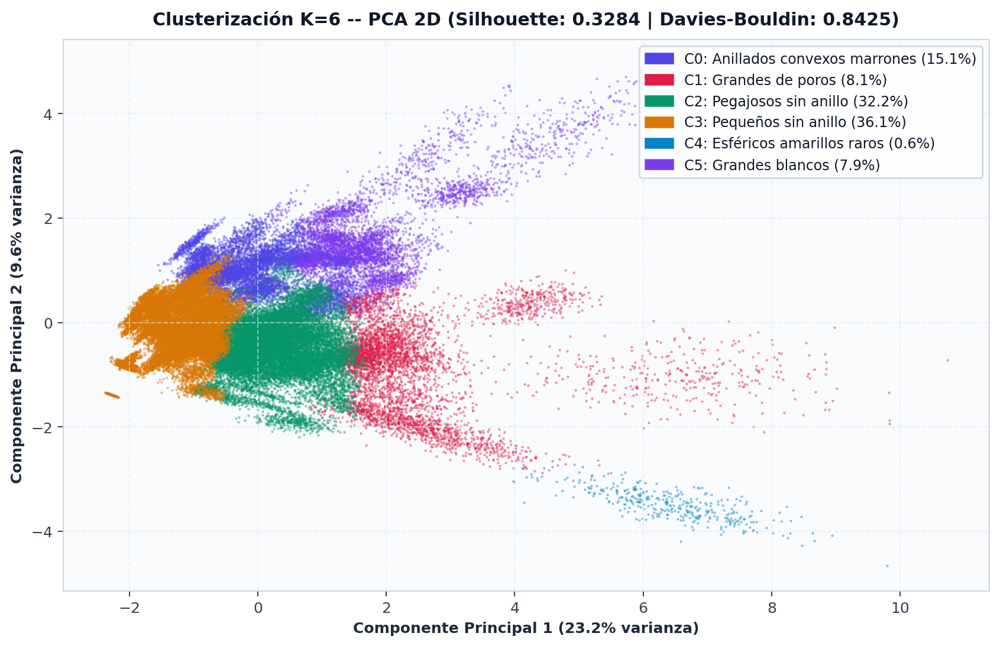 Clusterización K=6 -- PCA 2D (Silhouette: 0.3284 | Davies-Bouldin: 0.8425)
C0: Anillados convexos marrones (15.1%)
C1: Grandes de poros (8.1%)
C2: Pegajosos sin anillo (32.2%)
C3: Pequeños sin anillo (36.1%)
C4: Esféricos amarillos raros (0.6%)
C5: Grandes blancos (7.9%)
Componente Principal 2 (9.6% varianza)
4
2
0
−2
−4
−2
0
2
4
6
8
10
Componente Principal 1 (23.2% varianza)